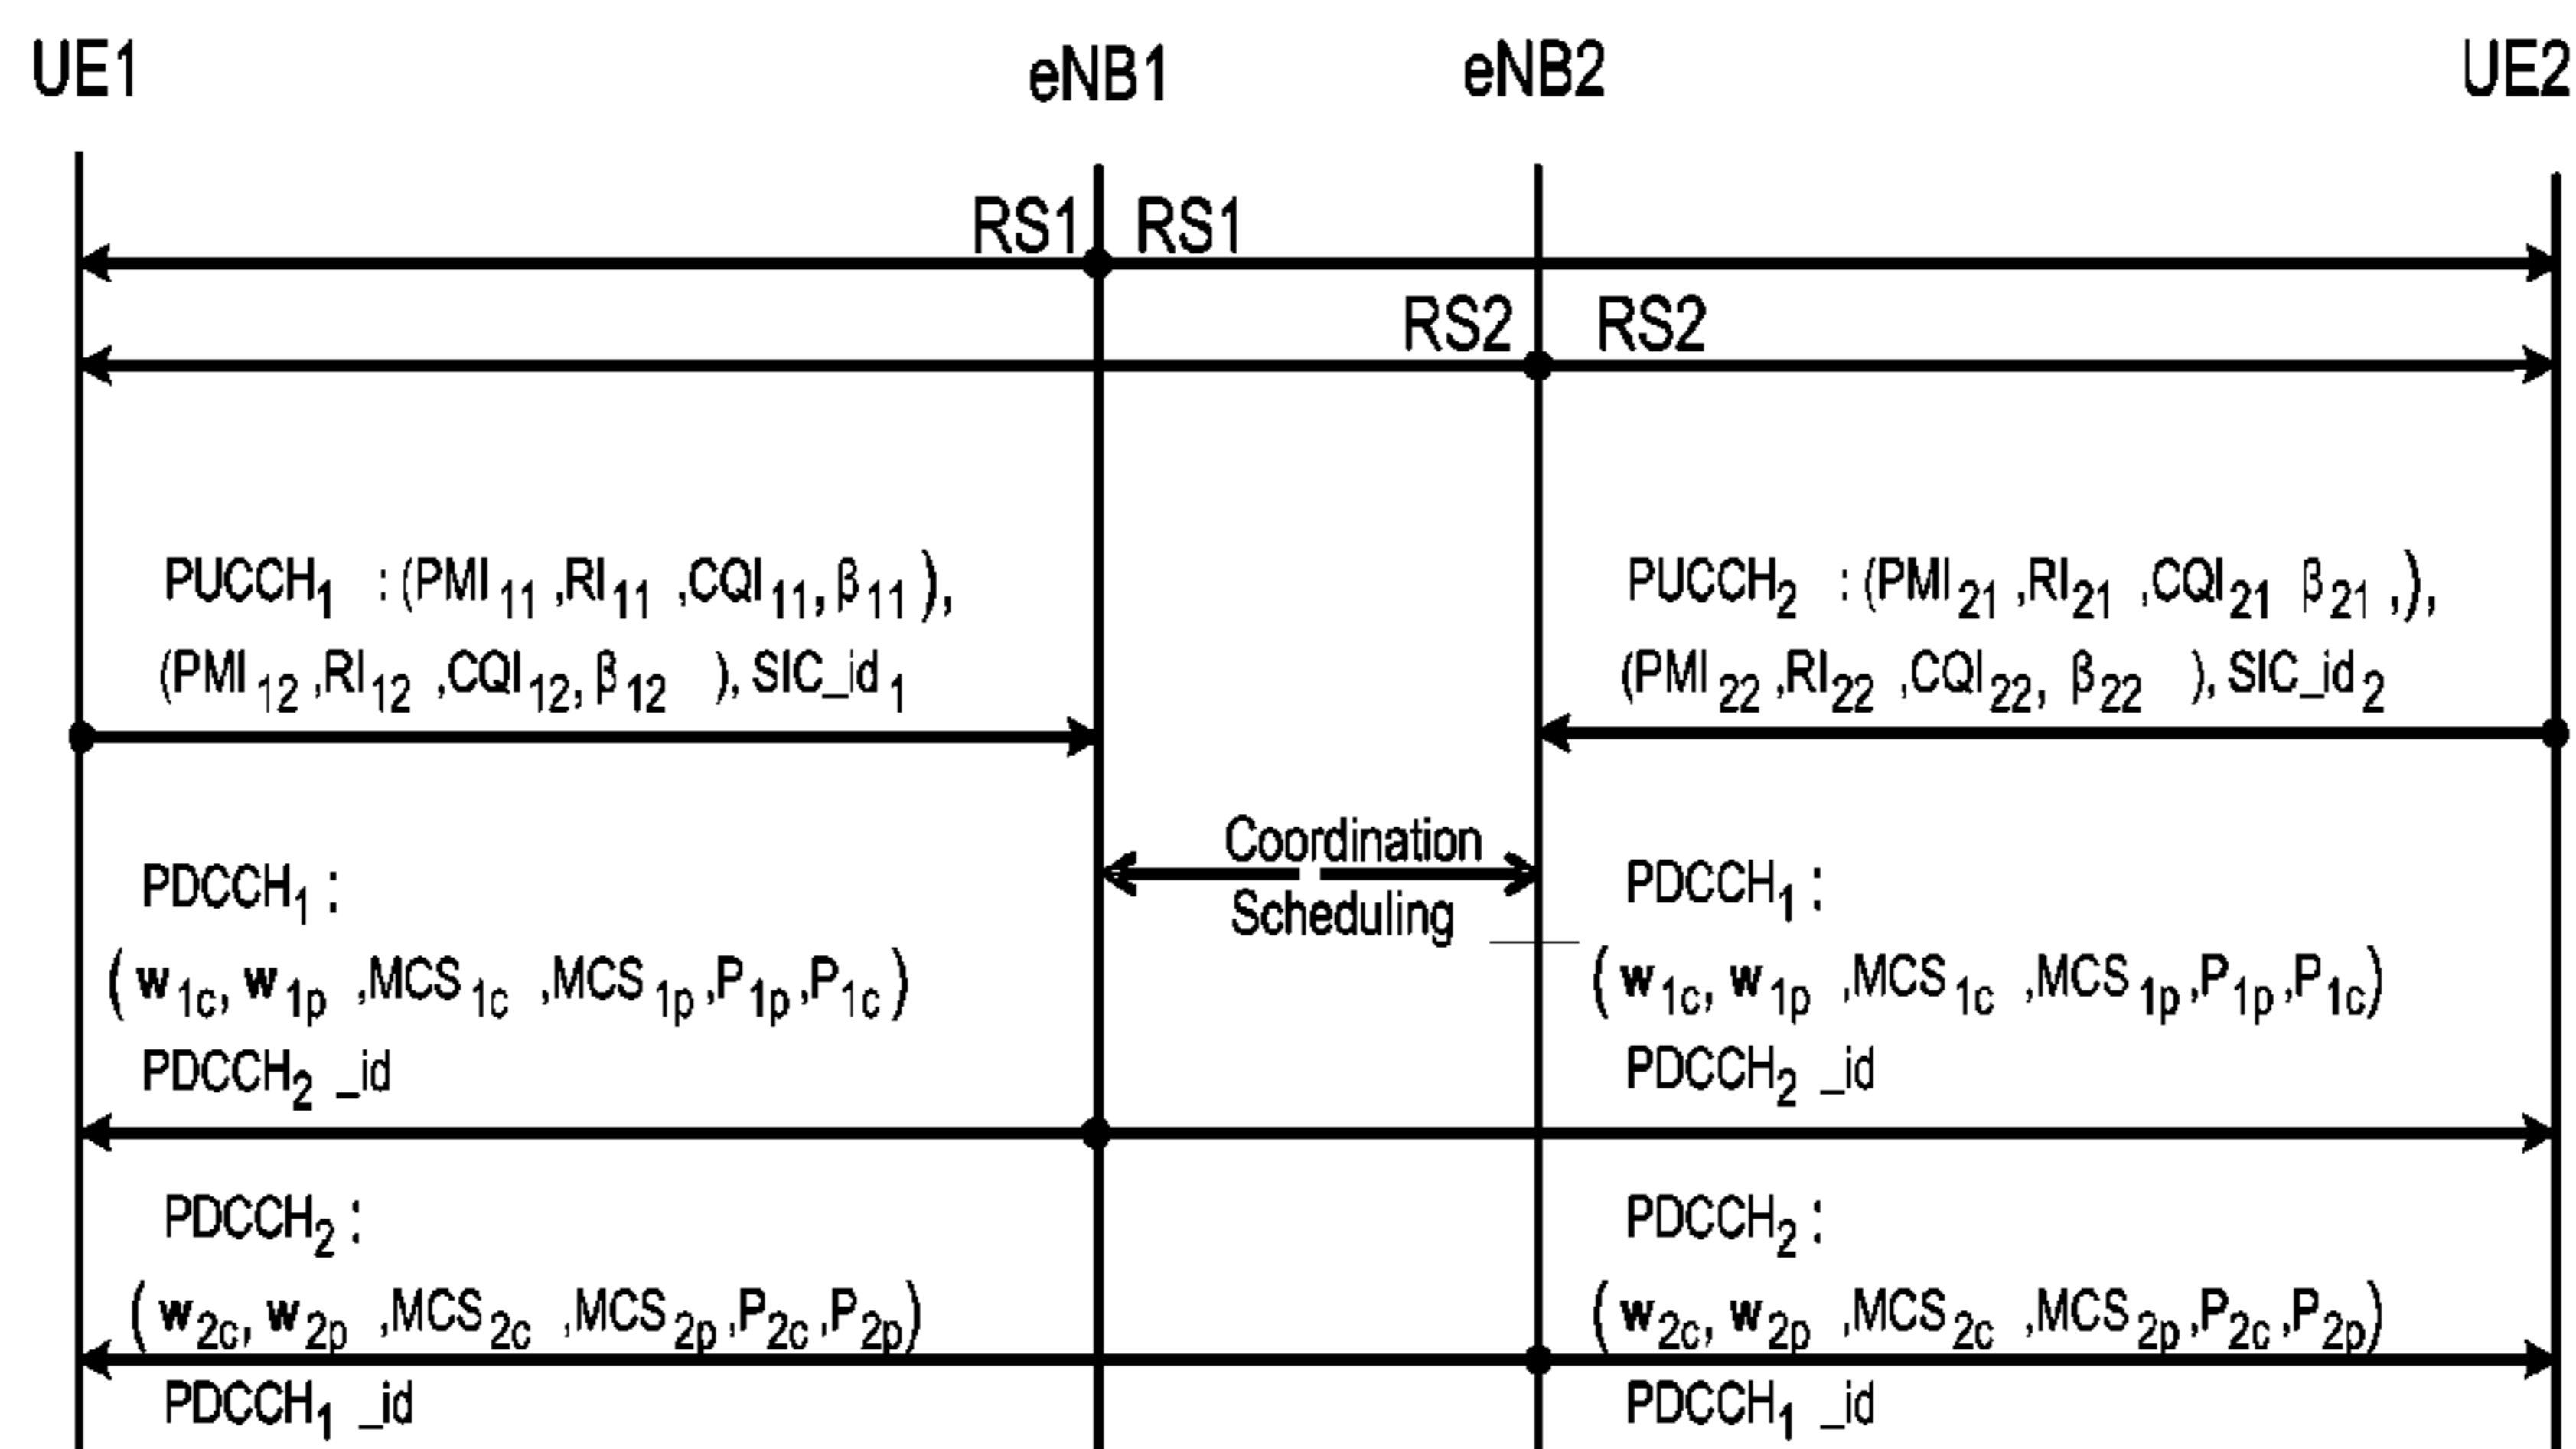 UE1 eNB1 eNB2 UE2
RS1 RS1
RS2 RS2
PUCCH1 : (PMI11 ,RI11 ,CQI11, β11 ),
(PMI12 ,RI12 ,CQI12, β12 ), SIC_id1
PUCCH2 : (PMI21 ,RI21 ,CQI21 β21 ,),
(PMI22 ,RI22 ,CQI22, β22 ), SIC_id2
Coordination
Scheduling
PDCCH1 :
(w1c, w1p ,MCS1c ,MCS1p ,P1p ,P1c)
PDCCH2 _id
PDCCH1 :
(w1c, w1p ,MCS1c ,MCS1p ,P1p ,P1c)
PDCCH2 _id
PDCCH2 :
(w2c, w2p ,MCS2c ,MCS2p ,P2c ,P2p)
PDCCH1 _id
PDCCH2 :
(w2c, w2p ,MCS2c ,MCS2p ,P2c ,P2p)
PDCCH1 _id